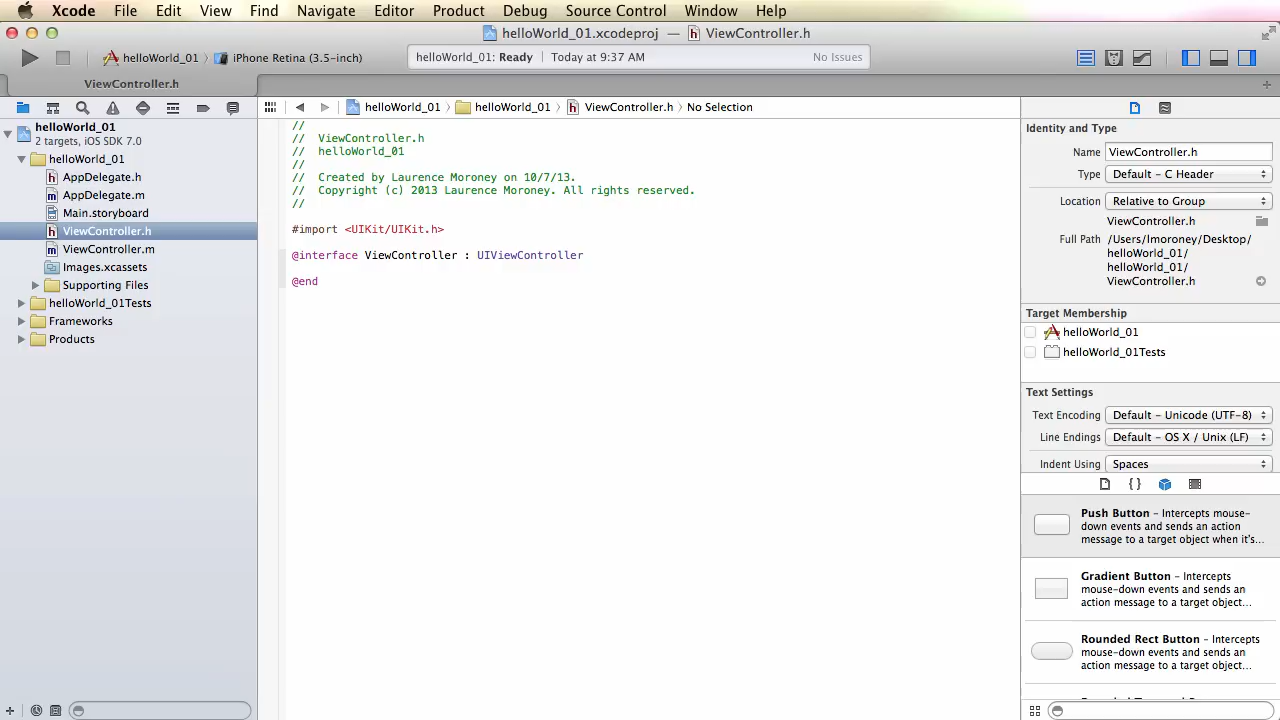 Xcode File Edit View Find Navigate Editor Product Debug Source Control Window Help
helloWorld_01.xcodeproj — ViewController.h
helloWorld_01 iPhone Retina (3.5-inch)
helloWorld_01: Ready Today at 9:37 AM No Issues
ViewController.h
helloWorld_01 helloWorld_01 ViewController.h No Selection
helloWorld_01
2 targets, iOS SDK 7.0
helloWorld_01
AppDelegate.h
AppDelegate.m
Main.storyboard
ViewController.h
ViewController.m
Images.xcassets
Supporting Files
helloWorld_01Tests
Frameworks
Products
//
// ViewController.h
// helloWorld_01
//
// Created by Laurence Moroney on 10/7/13.
// Copyright (c) 2013 Laurence Moroney. All rights reserved.
//
#import <UIKit/UIKit.h>
@interface ViewController : UIViewController
@end
Identity and Type
Name ViewController.h
Type Default - C Header
Location Relative to Group
ViewController.h
Full Path /Users/lmoroney/Desktop/
helloWorld_01/
helloWorld_01/
ViewController.h
Target Membership
helloWorld_01
helloWorld_01Tests
Text Settings
Text Encoding Default - Unicode (UTF-8)
Line Endings Default - OS X / Unix (LF)
Indent Using Spaces
{ }
Push Button - Intercepts mouse-
down events and sends an action
message to a target object when it's...
Gradient Button - Intercepts
mouse-down events and sends an
action message to a target object...
Rounded Rect Button - Intercepts
mouse-down events and sends an
action message to a target object...